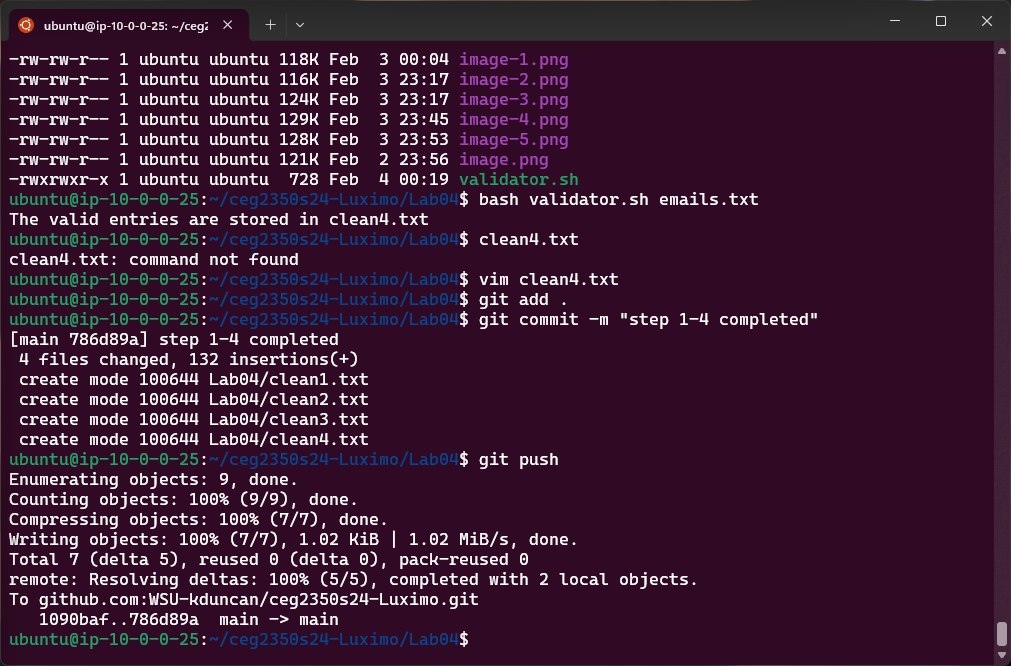 ubuntu@ip-10-0-0-25: ~/ceg2
-rw-rw-r-- 1 ubuntu ubuntu 118K Feb  3 00:04 image-1.png
-rw-rw-r-- 1 ubuntu ubuntu 116K Feb  3 23:17 image-2.png
-rw-rw-r-- 1 ubuntu ubuntu 124K Feb  3 23:17 image-3.png
-rw-rw-r-- 1 ubuntu ubuntu 129K Feb  3 23:45 image-4.png
-rw-rw-r-- 1 ubuntu ubuntu 128K Feb  3 23:53 image-5.png
-rw-rw-r-- 1 ubuntu ubuntu 121K Feb  2 23:56 image.png
-rwxrwxr-x 1 ubuntu ubuntu  728 Feb  4 00:19 validator.sh
ubuntu@ip-10-0-0-25:~/ceg2350s24-Luximo/Lab04$ bash validator.sh emails.txt
The valid entries are stored in clean4.txt
ubuntu@ip-10-0-0-25:~/ceg2350s24-Luximo/Lab04$ clean4.txt
clean4.txt: command not found
ubuntu@ip-10-0-0-25:~/ceg2350s24-Luximo/Lab04$ vim clean4.txt
ubuntu@ip-10-0-0-25:~/ceg2350s24-Luximo/Lab04$ git add .
ubuntu@ip-10-0-0-25:~/ceg2350s24-Luximo/Lab04$ git commit -m "step 1-4 completed"
[main 786d89a] step 1-4 completed
 4 files changed, 132 insertions(+)
 create mode 100644 Lab04/clean1.txt
 create mode 100644 Lab04/clean2.txt
 create mode 100644 Lab04/clean3.txt
 create mode 100644 Lab04/clean4.txt
ubuntu@ip-10-0-0-25:~/ceg2350s24-Luximo/Lab04$ git push
Enumerating objects: 9, done.
Counting objects: 100% (9/9), done.
Compressing objects: 100% (7/7), done.
Writing objects: 100% (7/7), 1.02 KiB | 1.02 MiB/s, done.
Total 7 (delta 5), reused 0 (delta 0), pack-reused 0
remote: Resolving deltas: 100% (5/5), completed with 2 local objects.
To github.com:WSU-kduncan/ceg2350s24-Luximo.git
   1090baf..786d89a  main -> main
ubuntu@ip-10-0-0-25:~/ceg2350s24-Luximo/Lab04$